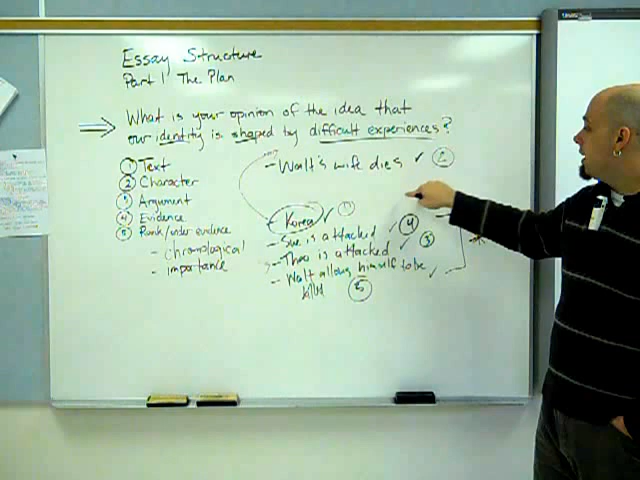 Essay Structure
Part 1 The Plan
What is your opinion of the idea that
our identity is shaped by difficult experiences?
1 Text
2 Character
3 Argument
4 Evidence
5 Rank/order evidence
- chronological
- importance
- Walt's wife dies ✓ 2
Korea ✓ 1
- Sue is attacked ✓ 4
- Thao is attacked ✓ 3
- Walt allows himself to be ✓
killed 5